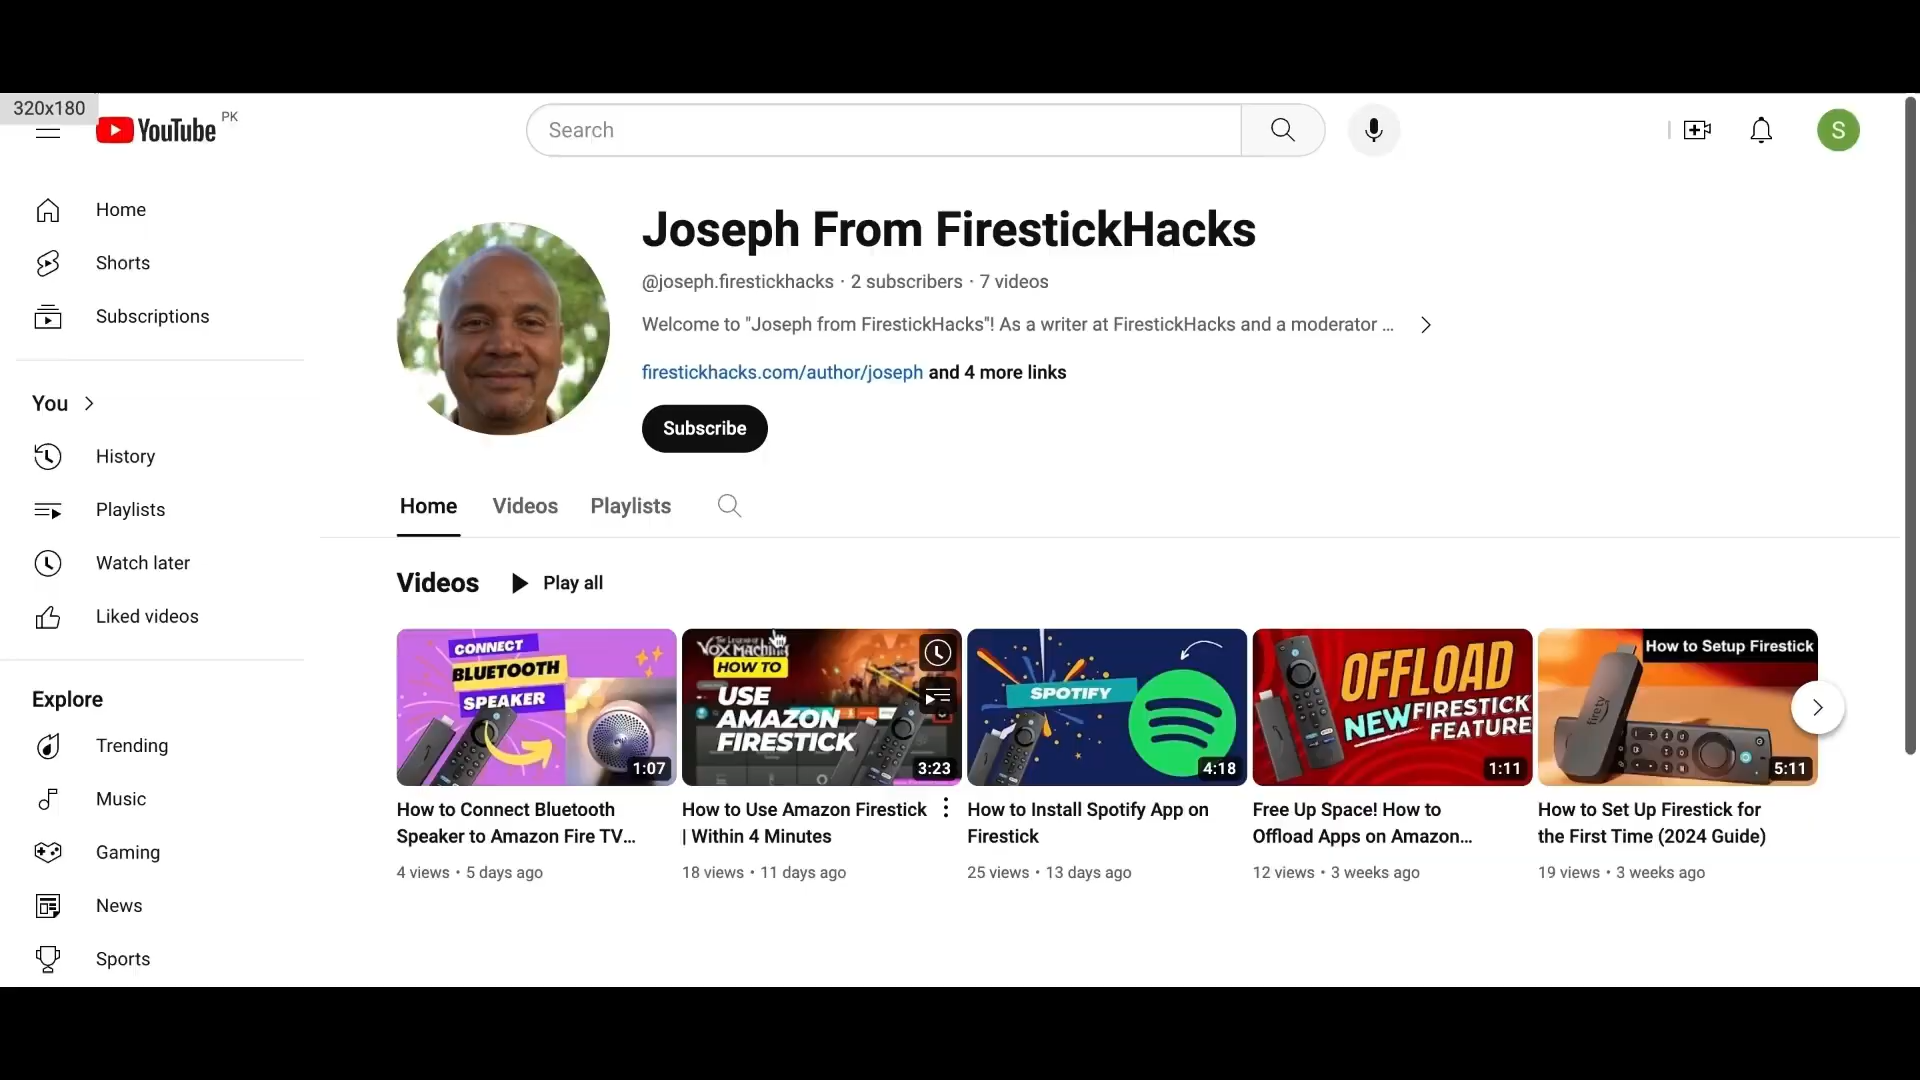 320x180
YouTube PK
Search
S
Home
Shorts
Subscriptions
You
History
Playlists
Watch later
Liked videos
Explore
Trending
Music
Gaming
News
Sports
Joseph From FirestickHacks
@joseph.firestickhacks · 2 subscribers · 7 videos
Welcome to "Joseph from FirestickHacks"! As a writer at FirestickHacks and a moderator ...
firestickhacks.com/author/joseph and 4 more links
Subscribe
Home Videos Playlists
Videos Play all
CONNECT
BLUETOOTH
SPEAKER
1:07
How to Connect Bluetooth
Speaker to Amazon Fire TV...
4 views • 5 days ago
The Legend of
VOX MACHINA
HOW TO
USE
AMAZON
FIRESTICK
3:23
How to Use Amazon Firestick
| Within 4 Minutes
18 views • 11 days ago
SPOTIFY
4:18
How to Install Spotify App on
Firestick
25 views • 13 days ago
OFFLOAD
NEW FIRESTICK
FEATURE
1:11
Free Up Space! How to
Offload Apps on Amazon...
12 views • 3 weeks ago
How to Setup Firestick
firetv
5:11
How to Set Up Firestick for
the First Time (2024 Guide)
19 views • 3 weeks ago